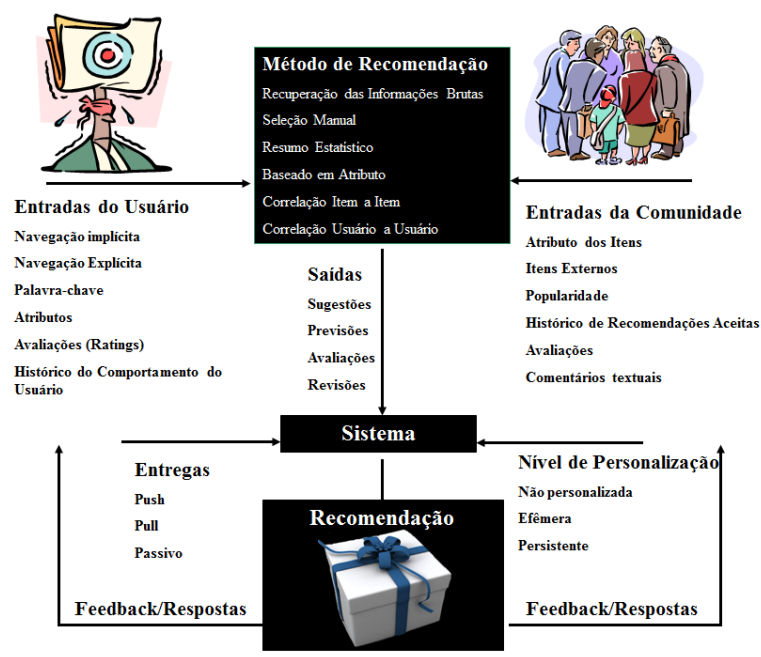 Método de Recomendação
Recuperação das Informações Brutas
Seleção Manual
Resumo Estatistico
Baseado em Atributo
Correlação Item a Item
Correlação Usuário a Usuário
Entradas do Usuário
Navegação implícita
Navegação Explícita
Palavra-chave
Atributos
Avaliações (Ratings)
Histórico do Comportamento do
Usuário
Entradas da Comunidade
Atributo dos Itens
Itens Externos
Popularidade
Histórico de Recomendações Aceitas
Avaliações
Comentários textuais
Saídas
Sugestões
Previsões
Avaliações
Revisões
Sistema
Entregas
Push
Pull
Passivo
Nível de Personalização
Não personalizada
Efêmera
Persistente
Recomendação
Feedback/Respostas
Feedback/Respostas